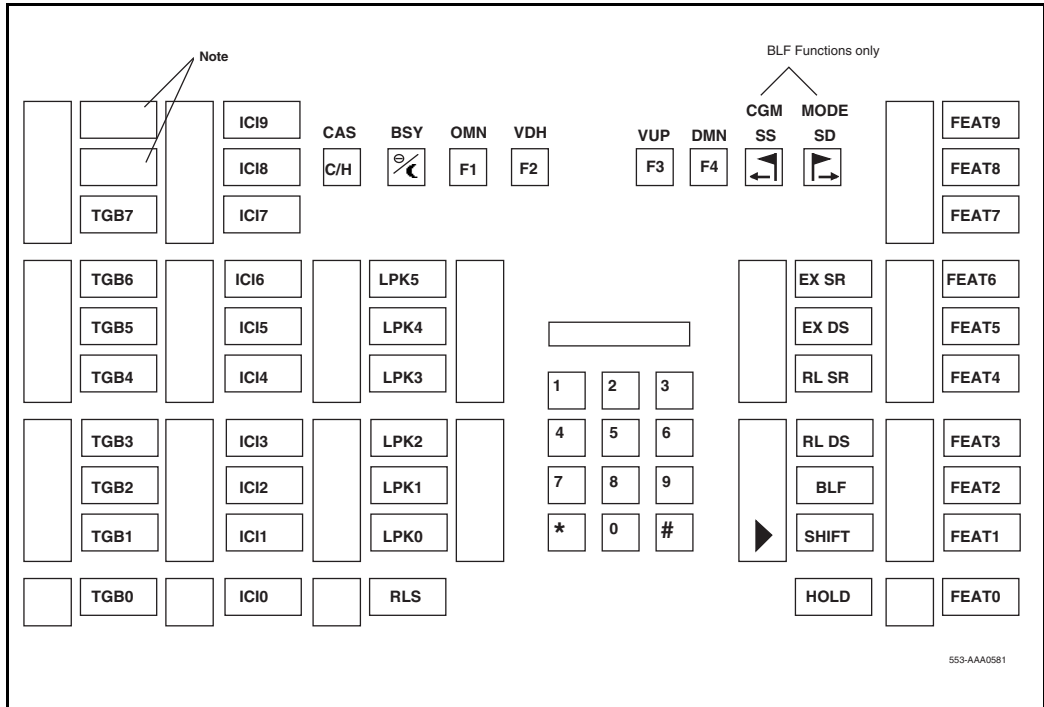 Note
BLF Functions only
CAS BSY OMN VDH VUP DMN CGM MODE
SS SD
C/H F1 F2 F3 F4
ICI9 FEAT9
ICI8 FEAT8
TGB7 ICI7 FEAT7
TGB6 ICI6 LPK5 EX SR FEAT6
TGB5 ICI5 LPK4 EX DS FEAT5
TGB4 ICI4 LPK3 RL SR FEAT4
1 2 3
TGB3 ICI3 LPK2 4 5 6 RL DS FEAT3
TGB2 ICI2 LPK1 7 8 9 BLF FEAT2
TGB1 ICI1 LPK0 * 0 # SHIFT FEAT1
TGB0 ICI0 RLS HOLD FEAT0
553-AAA0581